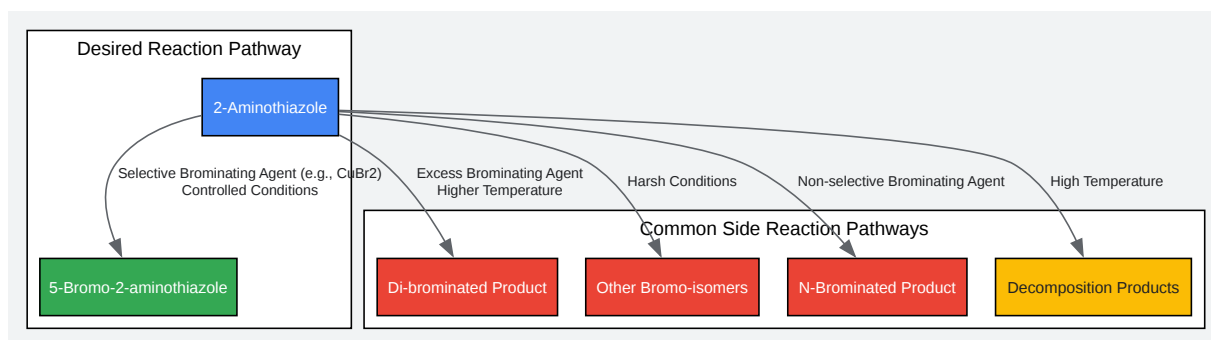 Desired Reaction Pathway
2-Aminothiazole
Selective Brominating Agent (e.g., CuBr2)
Controlled Conditions
Excess Brominating Agent
Higher Temperature
Harsh Conditions
Non-selective Brominating Agent
High Temperature
Common Side Reaction Pathways
5-Bromo-2-aminothiazole
Di-brominated Product
Other Bromo-isomers
N-Brominated Product
Decomposition Products